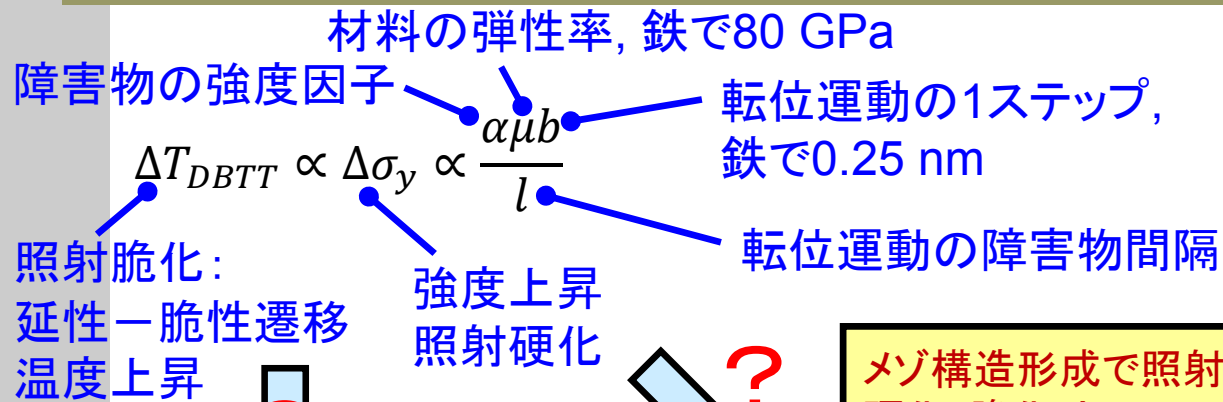 材料の弾性率, 鉄で80 GPa
障害物の強度因子
転位運動の1ステップ,
鉄で0.25 nm
ΔT_{DBTT} ∝ Δσ_y ∝ αμb/l
転位運動の障害物間隔
照射脆化:
延性－脆性遷移
温度上昇
強度上昇
照射硬化
?
メゾ構造形成で照射